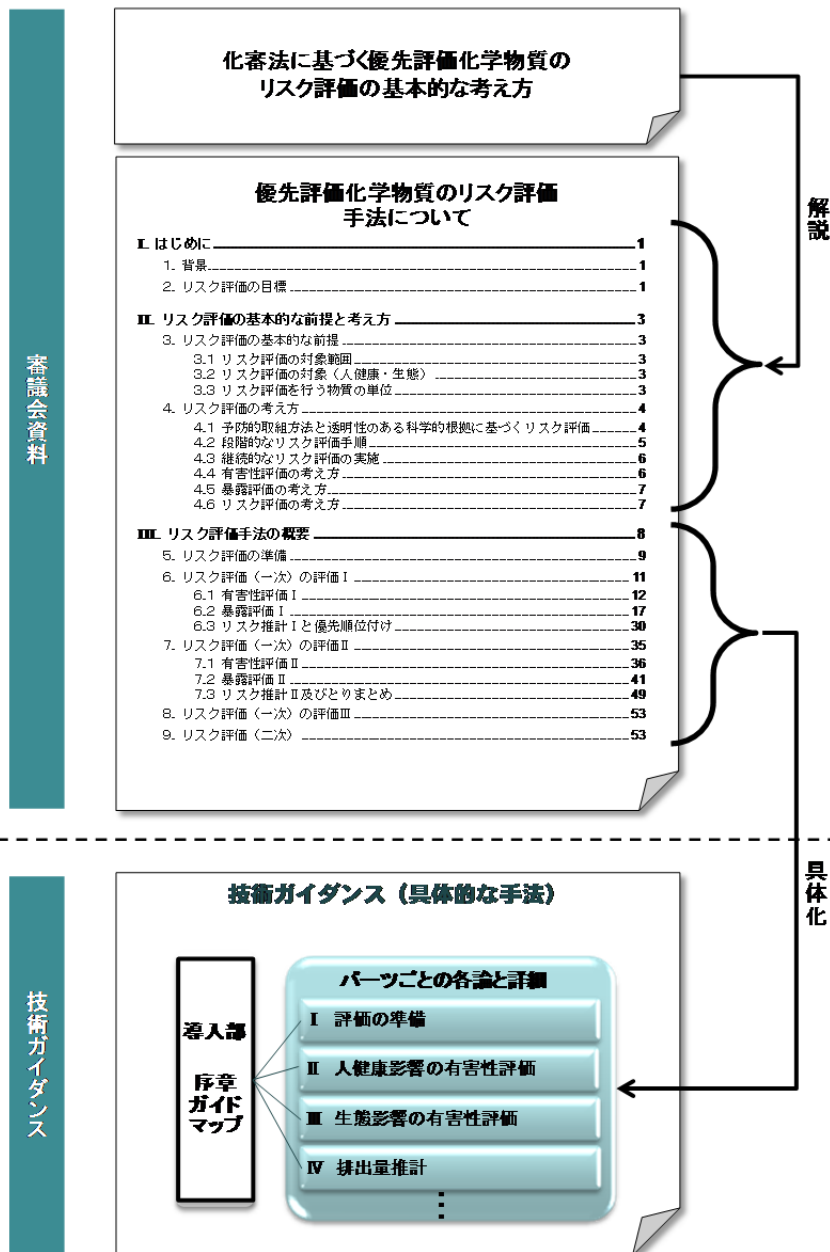 化審法に基づく優先評価化学物質の
リスク評価の基本的な考え方
審議会資料
解説
優先評価化学物質のリスク評価
手法について
Ⅰ. はじめに 1
1. 背景 1
2. リスク評価の目標 1
Ⅱ. リスク評価の基本的な前提と考え方 3
3. リスク評価の基本的な前提 3
3.1 リスク評価の対象範囲 3
3.2 リスク評価の対象（人健康・生態） 3
3.3 リスク評価を行う物質の単位 3
4. リスク評価の考え方 4
4.1 予防的取組方法と透明性のある科学的根拠に基づくリスク評価 4
4.2 段階的なリスク評価手順 5
4.3 継続的なリスク評価の実施 6
4.4 有害性評価の考え方 6
4.5 暴露評価の考え方 7
4.6 リスク評価の考え方 7
Ⅲ. リスク評価手法の概要 8
5. リスク評価の準備 9
6. リスク評価（一次）の評価Ⅰ 11
6.1 有害性評価Ⅰ 12
6.2 暴露評価Ⅰ 17
6.3 リスク推計Ⅰと優先順位付け 30
7. リスク評価（一次）の評価Ⅱ 35
7.1 有害性評価Ⅱ 36
7.2 暴露評価Ⅱ 41
7.3 リスク推計Ⅱ及びとりまとめ 49
8. リスク評価（一次）の評価Ⅲ 53
9. リスク評価（二次） 53
具体化
技術ガイダンス
技術ガイダンス（具体的な手法）
導入部
序章
ガイド
マップ
パーツごとの各論と詳細
Ⅰ 評価の準備
Ⅱ 人健康影響の有害性評価
Ⅲ 生態影響の有害性評価
Ⅳ 排出量推計
⋮